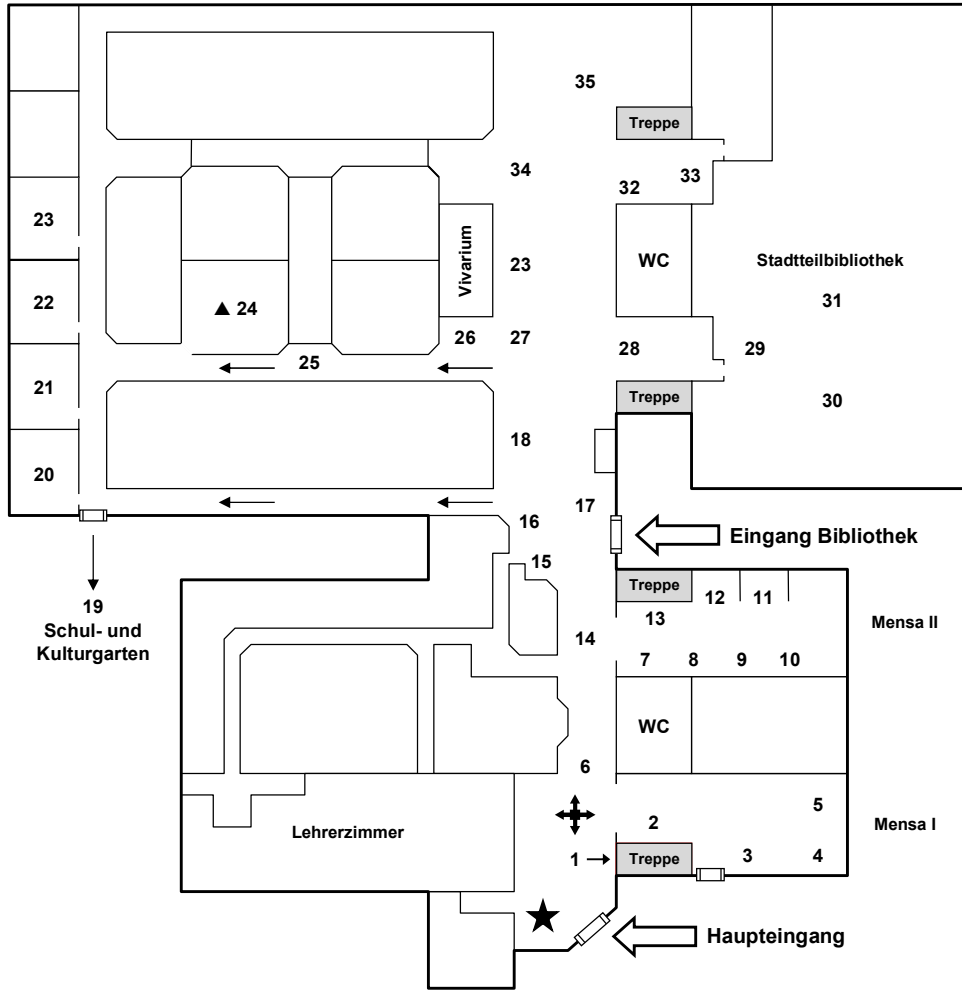 35
Treppe
34
33
32
23
Vivarium
23
WC
Stadtteilbibliothek
31
22
▲ 24
26
27
28
29
25
21
Treppe
30
18
20
17
16
Eingang Bibliothek
15
Treppe
12
11
19
Schul- und
Kulturgarten
13
Mensa II
14
7
8
9
10
WC
6
5
2
Mensa I
Lehrerzimmer
1
Treppe
3
4
Haupteingang